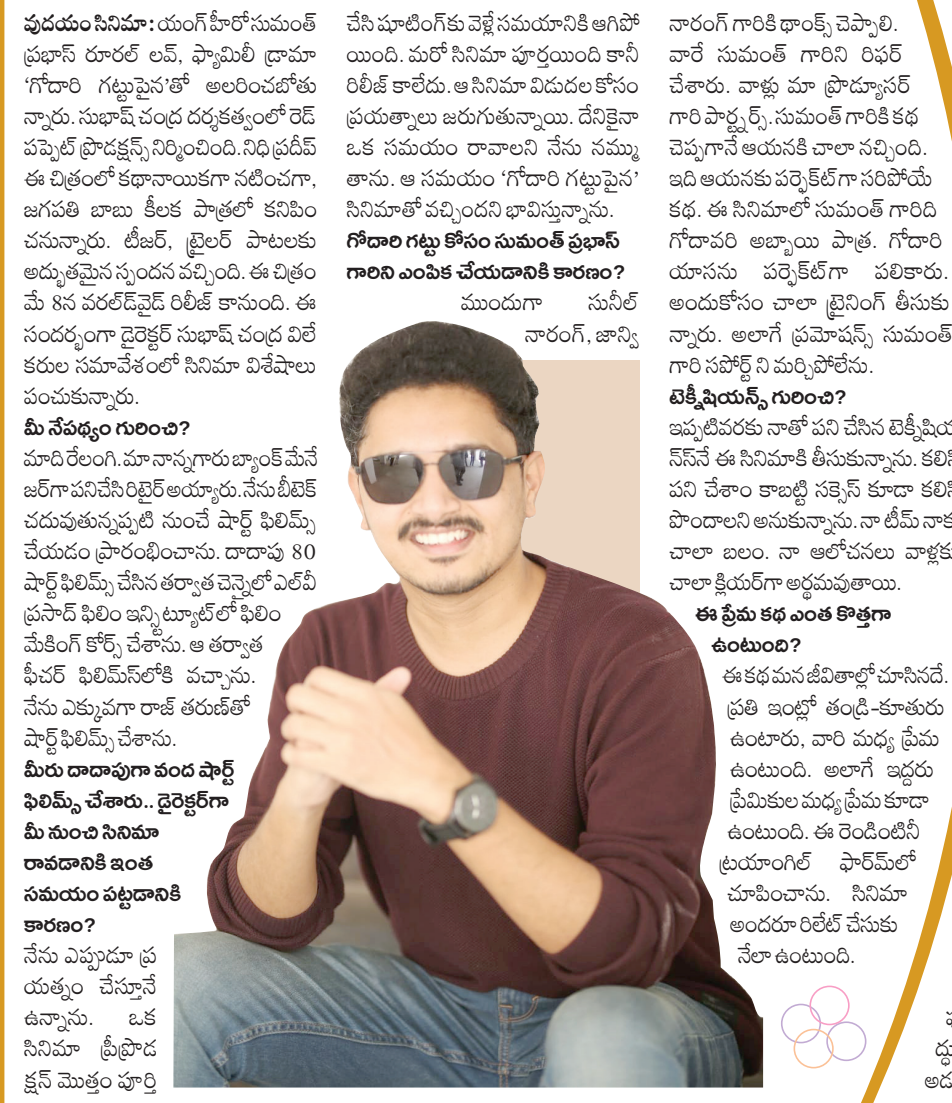 వుదయం సినిమా : యంగ్ హీరో సుమంత్
ప్రభాస్ రూరల్ లవ్, ఫ్యామిలీ డ్రామా
‘గోదారి గట్టుపైన’తో అలరించబోతు
న్నారు. సుభాష్ చంద్ర దర్శకత్వంలో రెడ్
పప్పెట్ ప్రొడక్షన్స్ నిర్మించింది. నిధి ప్రదీప్
ఈ చిత్రంలో కథానాయికగా నటించగా,
జగపతి బాబు కీలక పాత్రలో కనిపిం
చనున్నారు. టీజర్, ట్రైలర్ పాటలకు
అద్భుతమైన స్పందన వచ్చింది. ఈ చిత్రం
మే 8న వరల్డ్‌వైడ్ రిలీజ్ కానుంది. ఈ
సందర్భంగా డైరెక్టర్ సుభాష్ చంద్ర విలే
కరుల సమావేశంలో సినిమా విశేషాలు
పంచుకున్నారు.
మీ నేపథ్యం గురించి?
మాది రేలంగి. మా నాన్నగారు బ్యాంక్ మేనే
జర్‌గా పనిచేసి రిటైర్ అయ్యారు. నేను బీటెక్
చదువుతున్నప్పటి నుంచే షార్ట్ ఫిలిమ్స్
చేయడం ప్రారంభించాను. దాదాపు 80
షార్ట్ ఫిలిమ్స్ చేసిన తర్వాత చెన్నైలో ఎల్‌వీ
ప్రసాద్ ఫిలిం ఇన్స్టిట్యూట్ లో ఫిలిం
మేకింగ్ కోర్స్ చేశాను. ఆ తర్వాత
ఫీచర్ ఫిలిమ్స్‌లోకి వచ్చాను.
నేను ఎక్కువగా రాజ్ తరుణ్‌తో
షార్ట్ ఫిలిమ్స్ చేశాను.
మీరు దాదాపుగా వంద షార్ట్
ఫిలిమ్స్ చేశారు.. డైరెక్టర్‌గా
మీ నుంచి సినిమా
రావడానికి ఇంత
సమయం పట్టడానికి
కారణం?
నేను ఎప్పుడూ ప్ర
యత్నం చేస్తూనే
ఉన్నాను. ఒక
సినిమా ప్రీప్రొడ
క్షన్ మొత్తం పూర్తి
చేసి షూటింగ్‌కు వెళ్లే సమయానికి ఆగిపో
యింది. మరో సినిమా పూర్తయింది కానీ
రిలీజ్ కాలేదు. ఆ సినిమా విడుదల కోసం
ప్రయత్నాలు జరుగుతున్నాయి. దేనికైనా
ఒక సమయం రావాలని నేను నమ్ము
తాను. ఆ సమయం ‘గోదారి గట్టుపైన’
సినిమాతో వచ్చిందని భావిస్తున్నాను.
గోదారి గట్టు కోసం సుమంత్ ప్రభాస్
గారిని ఎంపిక చేయడానికి కారణం?
ముందుగా సునీల్
నారంగ్, జాన్వి
నారంగ్ గారికి థాంక్స్ చెప్పాలి.
వారే సుమంత్ గారిని రిఫర్
చేశారు. వాళ్లు మా ప్రొడ్యూసర్
గారి పార్ట్నర్స్. సుమంత్ గారికి కథ
చెప్పగానే ఆయనకి చాలా నచ్చింది.
ఇది ఆయనకు పర్ఫెక్ట్‌గా సరిపోయే
కథ. ఈ సినిమాలో సుమంత్ గారిది
గోదావరి అబ్బాయి పాత్ర. గోదారి
యాసను పర్ఫెక్ట్‌గా పలికారు.
అందుకోసం చాలా ట్రైనింగ్ తీసుకు
న్నారు. అలాగే ప్రమోషన్స్ సుమంత్
గారి సపోర్ట్ ని మర్చిపోలేను.
టెక్నీషియన్స్ గురించి?
ఇప్పటివరకు నాతో పని చేసిన టెక్నీషియ
న్స్‌నే ఈ సినిమాకి తీసుకున్నాను. కలిసి
పని చేశాం కాబట్టి సక్సెస్ కూడా కలిసి
పొందాలని అనుకున్నాను. నా టీమ్ నాకు
చాలా బలం. నా ఆలోచనలు వాళ్లకు
చాలా క్లియర్‌గా అర్థమవుతాయి.
ఈ ప్రేమ కథ ఎంత కొత్తగా
ఉంటుంది?
ఈ కథ మన జీవితాల్లో చూసినదే.
ప్రతి ఇంట్లో తండ్రి-కూతురు
ఉంటారు, వారి మధ్య ప్రేమ
ఉంటుంది. అలాగే ఇద్దరు
ప్రేమికుల మధ్య ప్రేమ కూడా
ఉంటుంది. ఈ రెండింటినీ
ట్రయాంగిల్ ఫార్మ్‌లో
చూపించాను. సినిమా
అందరూ రిలేట్ చేసుకు
నేలా ఉంటుంది.